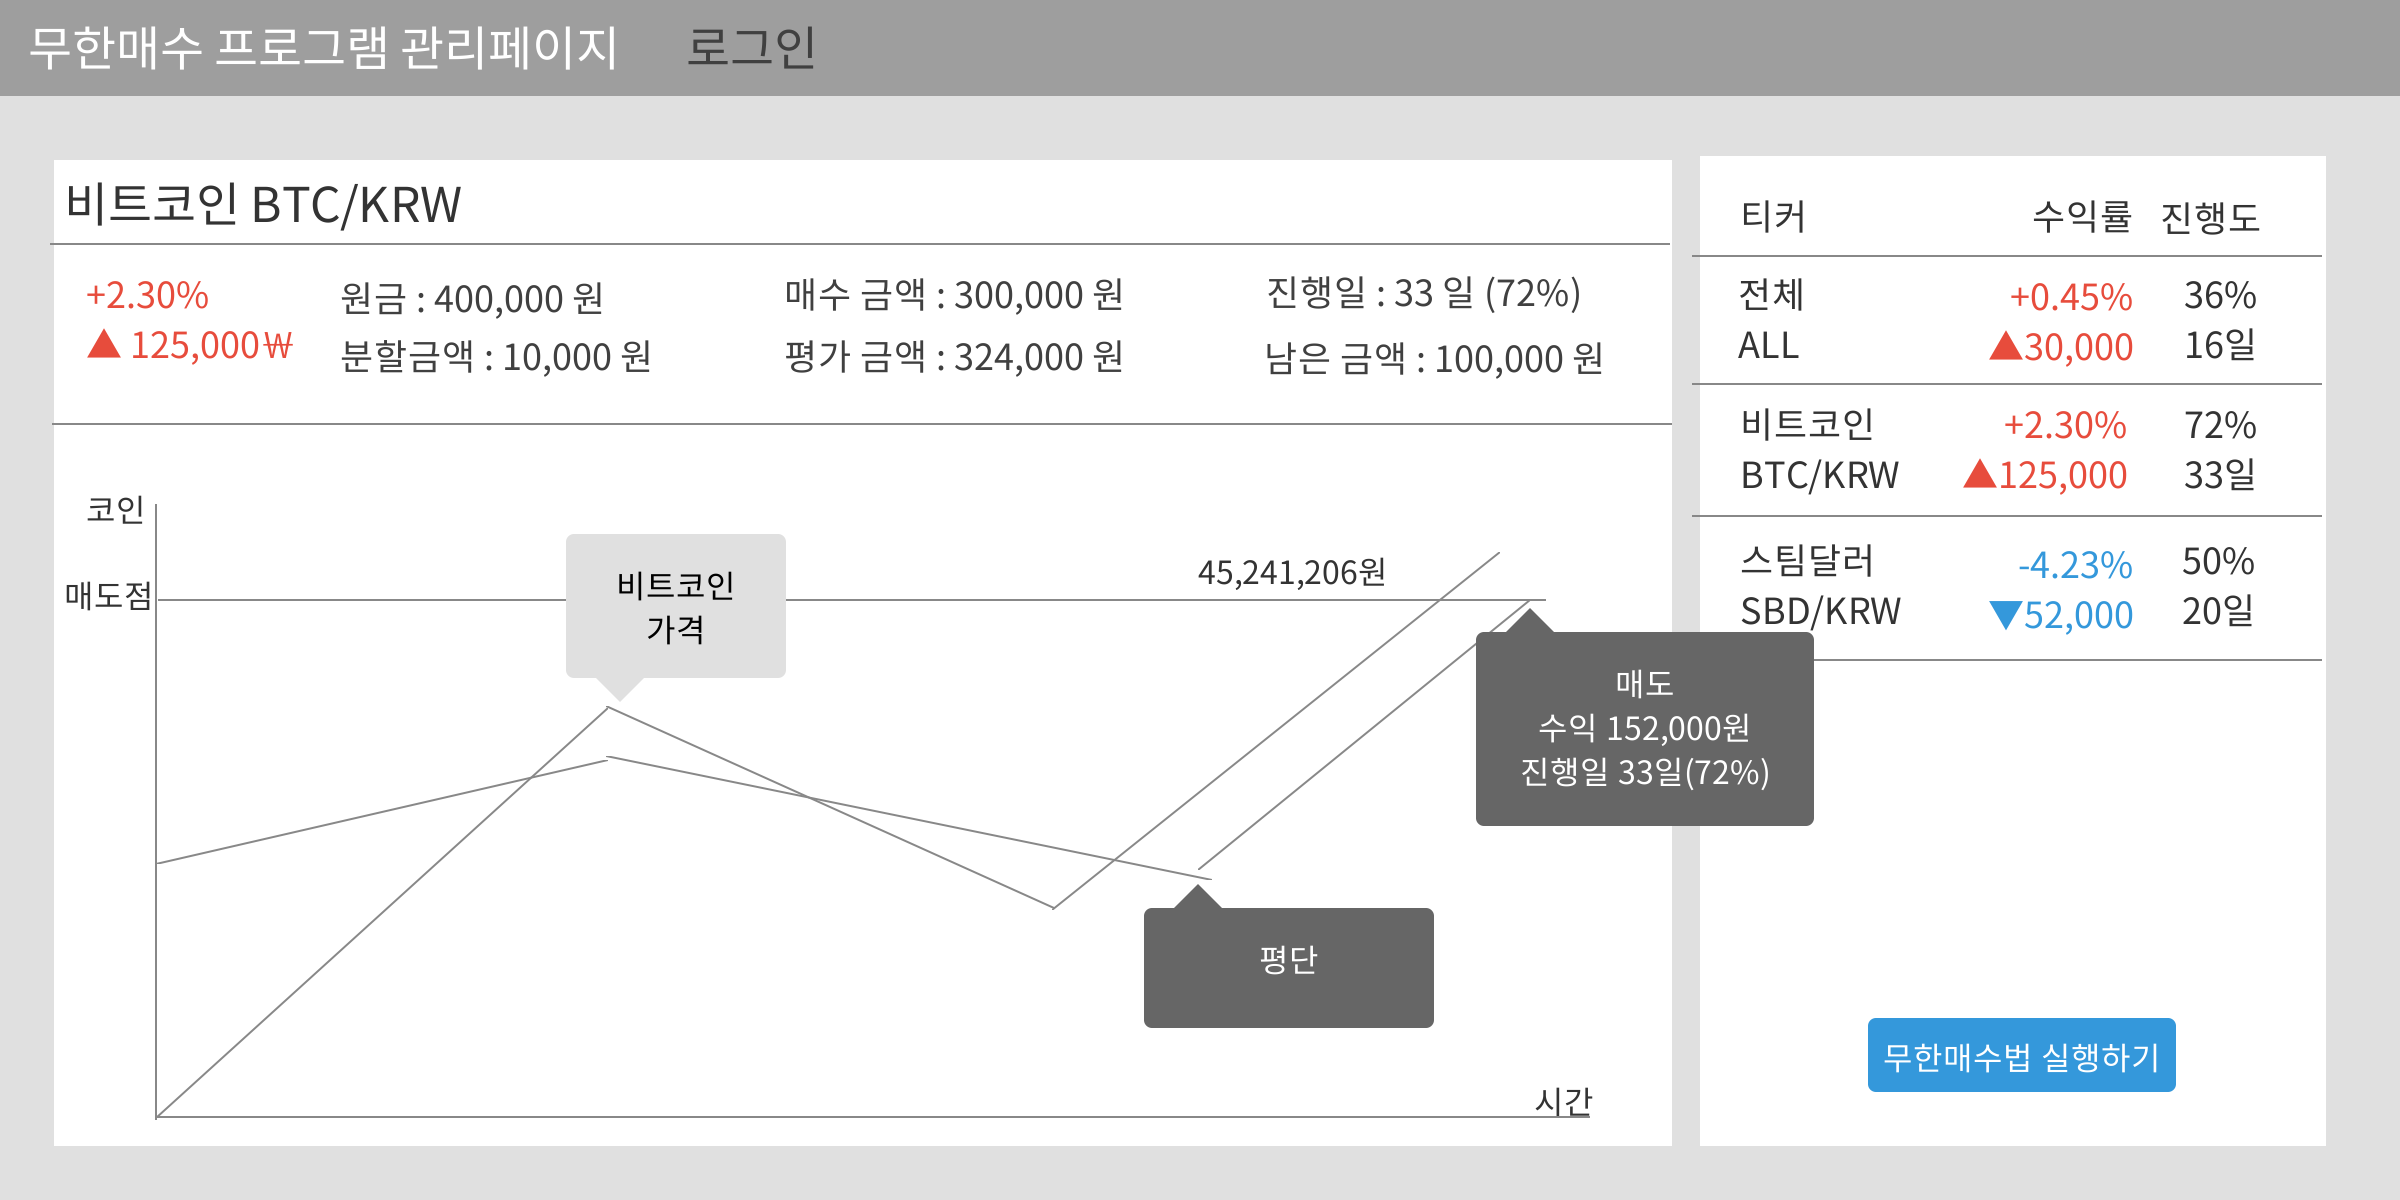 무한매수 프로그램 관리페이지 로그인
비트코인 BTC/KRW
+2.30%
▲ 125,000₩
원금 : 400,000 원
분할금액 : 10,000 원
매수 금액 : 300,000 원
평가 금액 : 324,000 원
진행일 : 33 일 (72%)
남은 금액 : 100,000 원
코인
매도점
비트코인
가격
45,241,206원
매도
수익 152,000원
진행일 33일(72%)
평단
시간
티커 수익률 진행도
전체 +0.45% 36%
ALL ▲30,000 16일
비트코인 +2.30% 72%
BTC/KRW ▲125,000 33일
스팀달러 -4.23% 50%
SBD/KRW ▼52,000 20일
무한매수법 실행하기